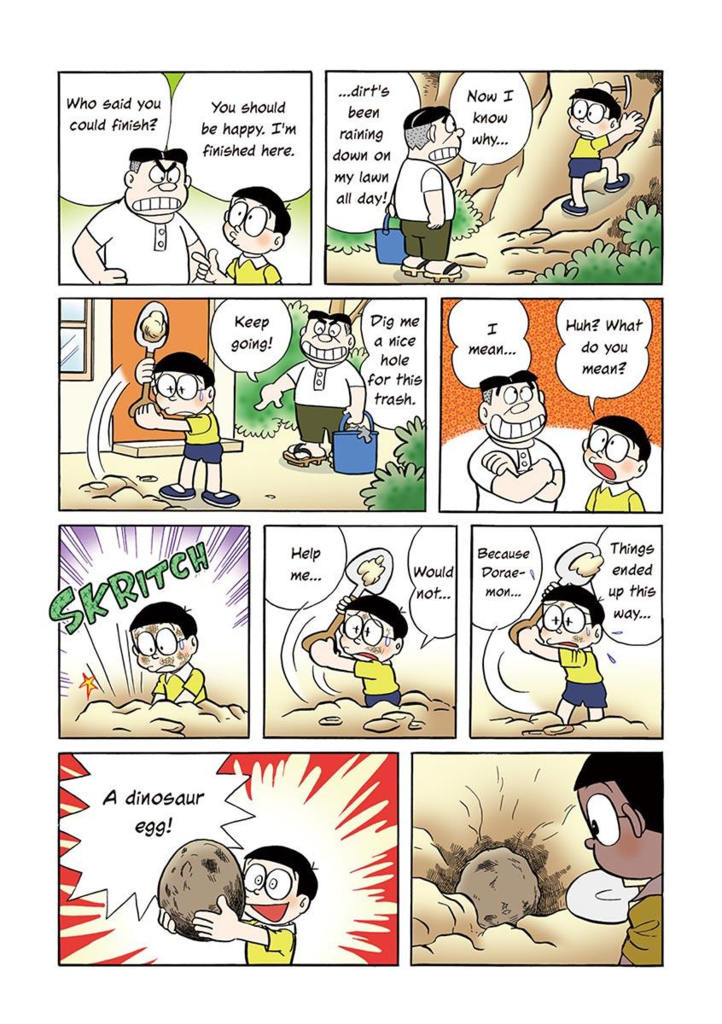 Now I
know
why...
...dirt's
been
raining
down on
my lawn
all day!
You should
be happy. I'm
finished here.
Who said you
could finish?
Huh? What
do you
mean?
I
mean...
Dig me
a nice
hole
for this
trash.
Keep
going!
Things
ended
up this
way...
Because
Dorae-
mon...
Would
not...
Help
me...
SKRITCH
A dinosaur
egg!